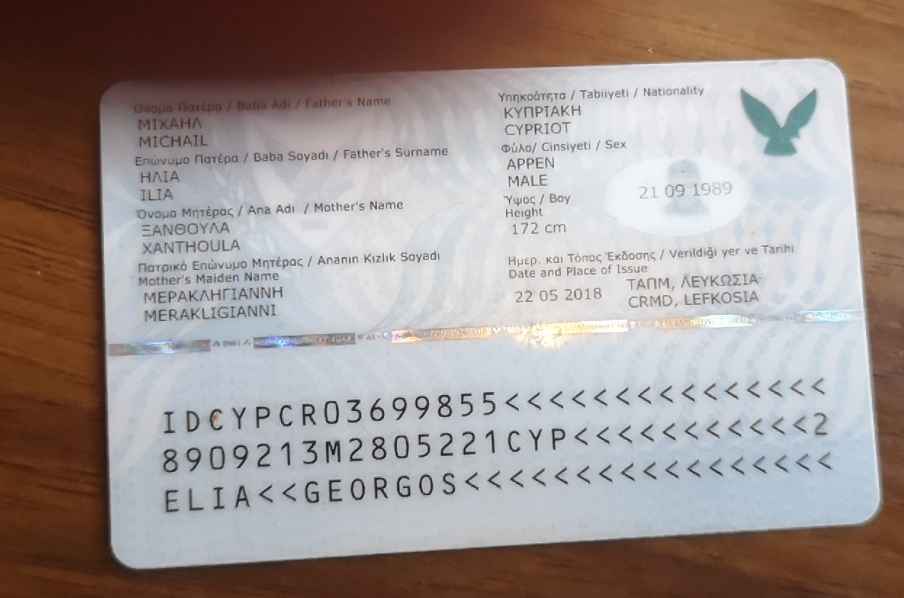 Όνομα Πατέρα / Baba Adi / Father's Name
ΜΙΧΑΗΛ
MICHAIL
Επώνυμο Πατέρα / Baba Soyadı / Father's Surname
ΗΛΙΑ
ILIA
Όνομα Μητέρας / Ana Adı / Mother's Name
ΞΑΝΘΟΥΛΑ
XANTHOULA
Πατρικό Επώνυμο Μητέρας / Ananın Kızlık Soyadi
Mother's Maiden Name
ΜΕΡΑΚΛΗΓΙΑΝΝΗ
MERAKLIGIANNI
Υπηκοότητα / Tabiiyeti / Nationality
ΚΥΠΡΙΑΚΗ
CYPRIOT
Φύλο/ Cinsiyeti / Sex
ΑΡΡΕΝ
MALE
Ύψος / Boy
Height
172 cm
21 09 1989
Ημερ. και Τόπος Έκδοσης / Verildiği yer ve Tarihi
Date and Place of Issue
22 05 2018
ΤΑΠΜ, ΛΕΥΚΩΣΙΑ
CRMD, LEFKOSIA
IDCYPCR03699855<<<<<<<<<<<<<<<
8909213M2805221CYP<<<<<<<<<<<2
ELIA<<GEORGOS<<<<<<<<<<<<<<<<<